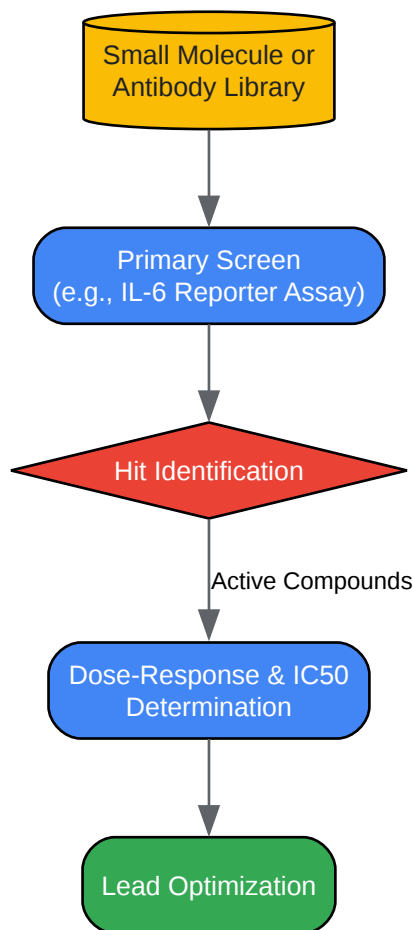 Small Molecule or
Antibody Library
Primary Screen
(e.g., IL-6 Reporter Assay)
Hit Identification
Active Compounds
Dose-Response & IC50
Determination
Lead Optimization